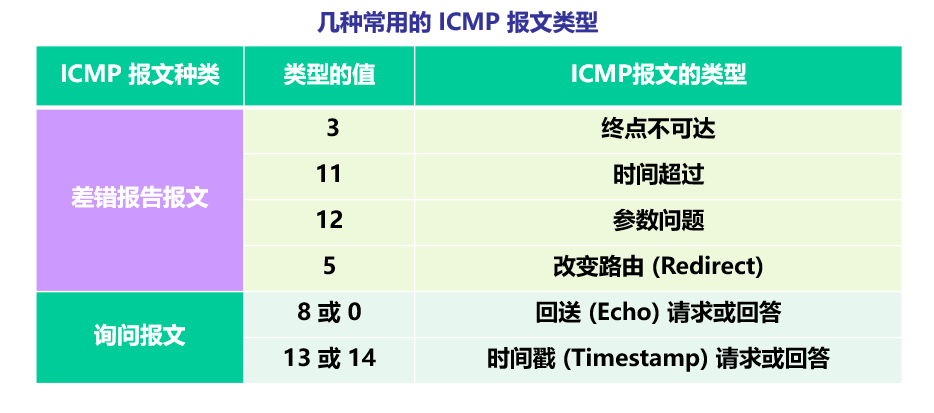 几种常用的 ICMP 报文类型
ICMP 报文种类 类型的值 ICMP报文的类型
差错报告报文
3 终点不可达
11 时间超过
12 参数问题
5 改变路由 (Redirect)
询问报文
8 或 0 回送 (Echo) 请求或回答
13 或 14 时间戳 (Timestamp) 请求或回答